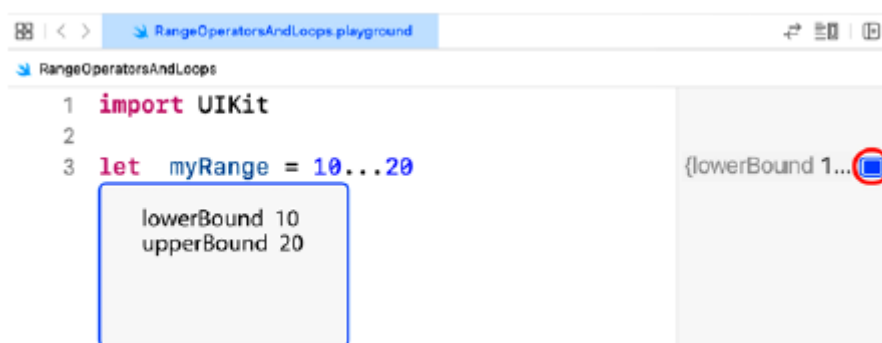 RangeOperatorsAndLoops.playground
RangeOperatorsAndLoops
1 import UIKit
2
3 let  myRange = 10...20
{lowerBound 1...
lowerBound 10
upperBound 20